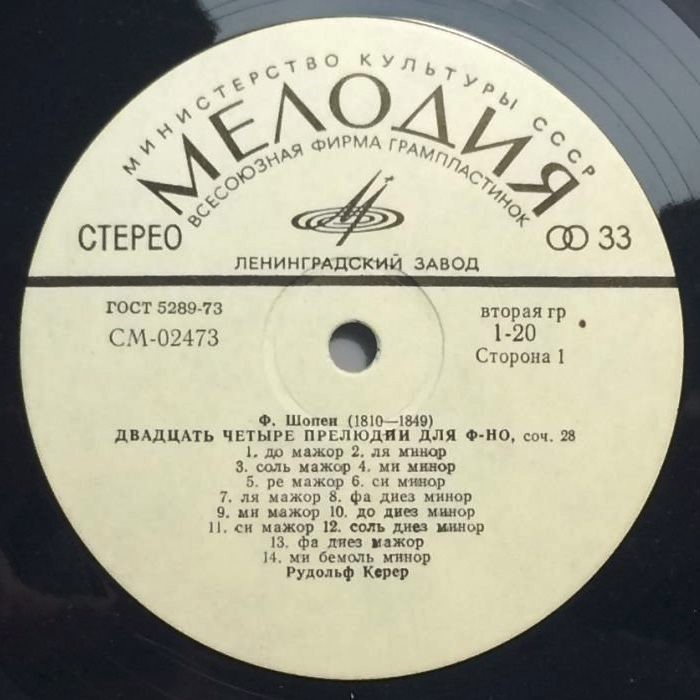 МИНИСТЕРСТВО КУЛЬТУРЫ СССР
МЕЛОДИЯ
ВСЕСОЮЗНАЯ ФИРМА ГРАМПЛАСТИНОК
СТЕРЕО
33
ЛЕНИНГРАДСКИЙ ЗАВОД
ГОСТ 5289-73
СМ-02473
вторая гр
1-20
Сторона 1
Ф. Шопен (1810—1849)
ДВАДЦАТЬ ЧЕТЫРЕ ПРЕЛЮДИИ ДЛЯ Ф-НО, соч. 28
1. до мажор 2. ля минор
3. соль мажор 4. ми минор
5. ре мажор 6. си минор
7. ля мажор 8. фа диез минор
9. ми мажор 10. до диез минор
11. си мажор 12. соль диез минор
13. фа диез мажор
14. ми бемоль минор
Рудольф Керер